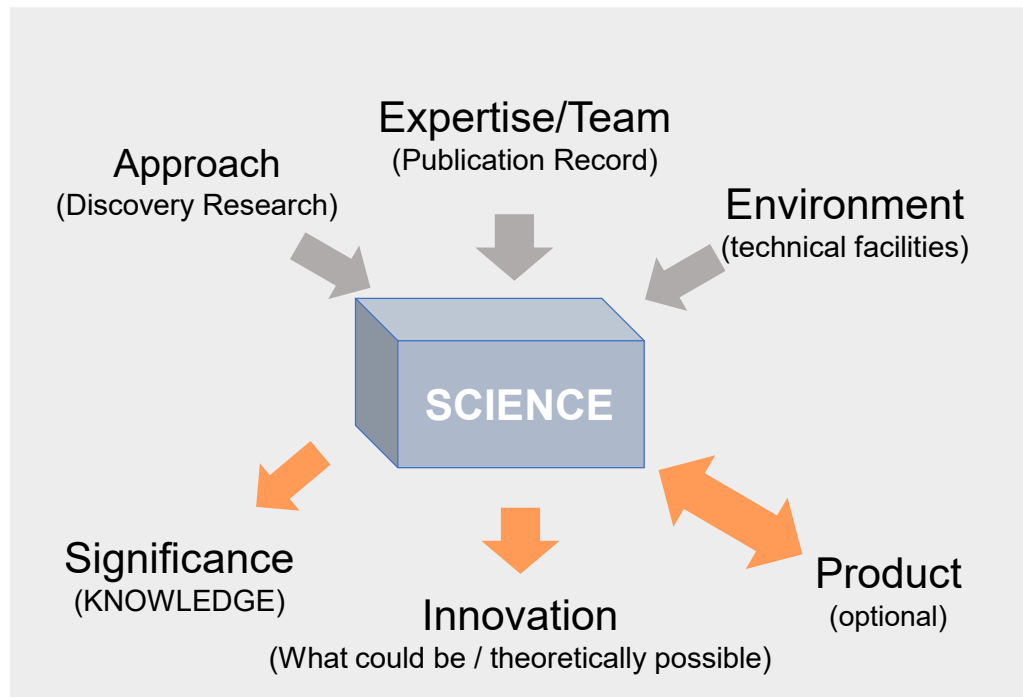 Expertise/Team
(Publication Record)
Approach
(Discovery Research)
Environment
(technical facilities)
SCIENCE
Significance
(KNOWLEDGE)
Innovation
(What could be / theoretically possible)
Product
(optional)